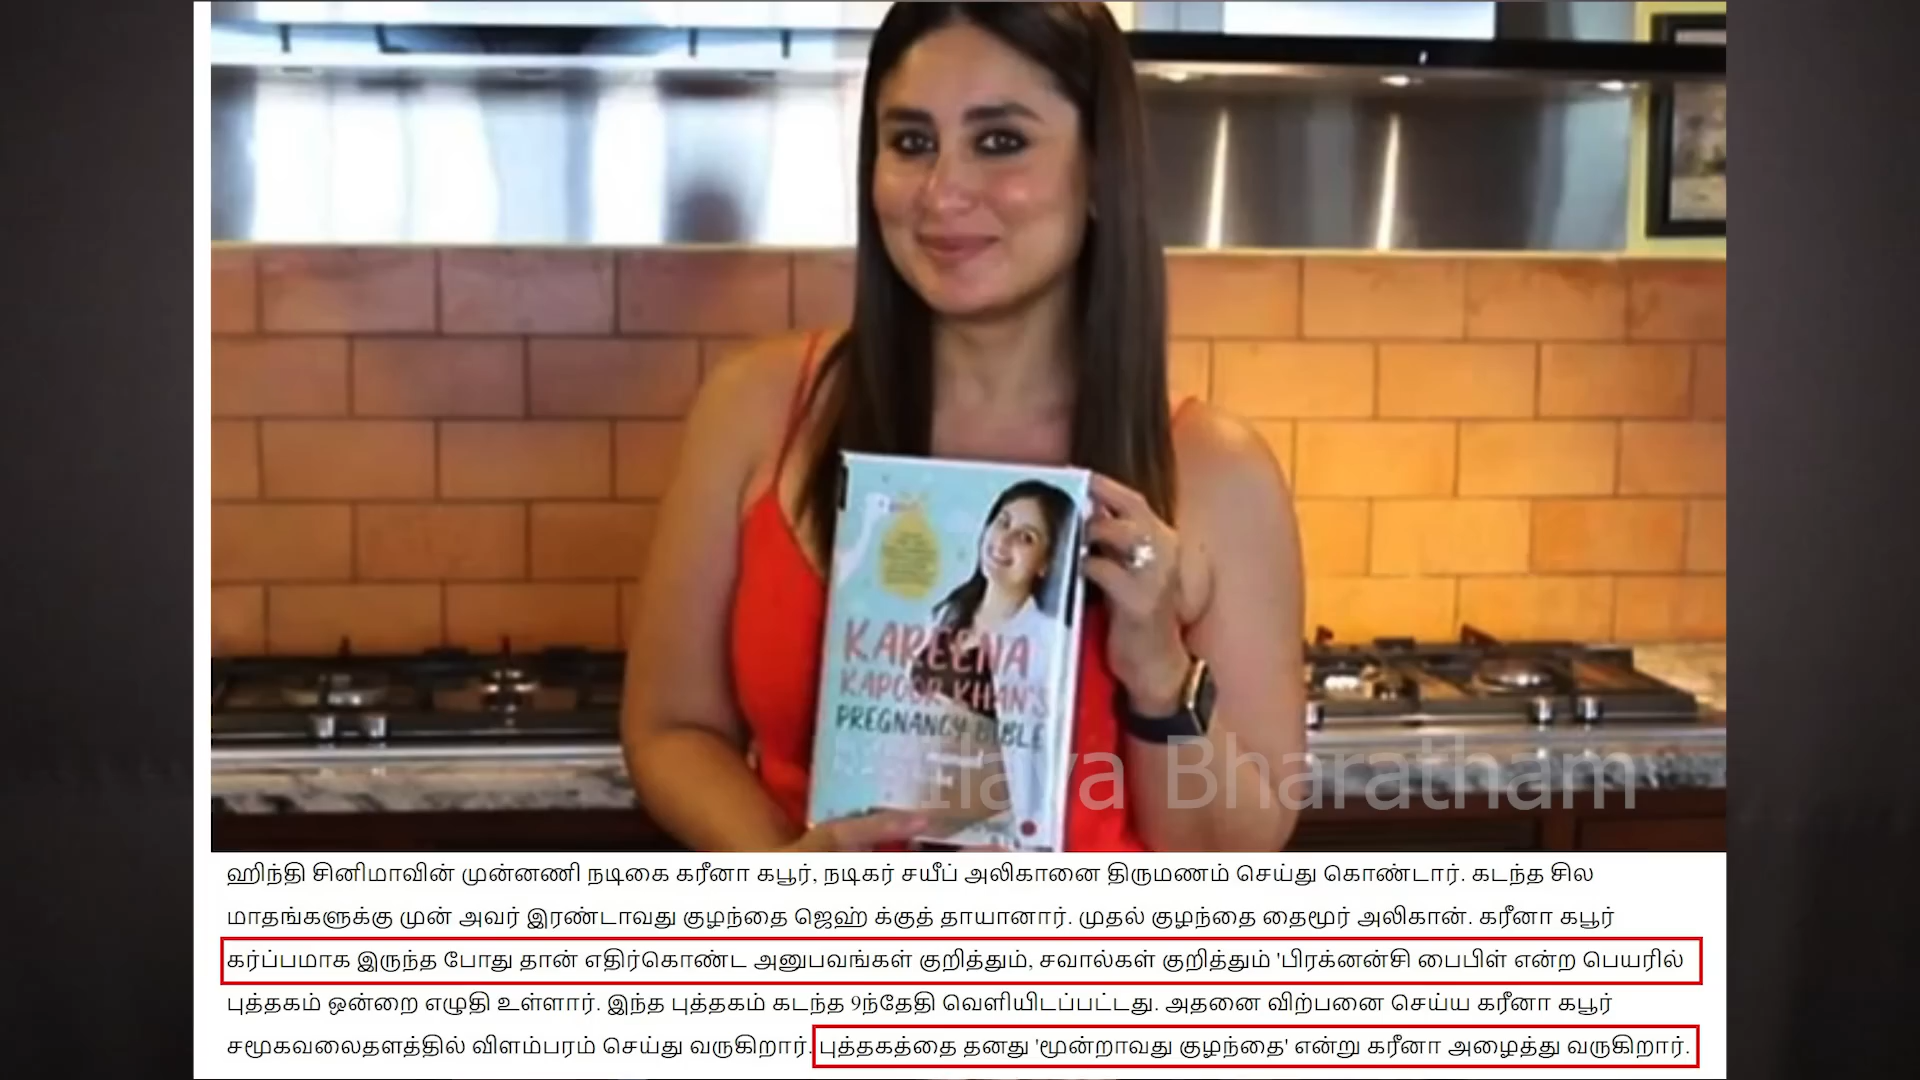 KAREENA
KAPOOR KHAN'S
PREGNANCY BIBLE
Ilaya Bharatham
ஹிந்தி சினிமாவின் முன்னணி நடிகை கரீனா கபூர், நடிகர் சயீப் அலிகானை திருமணம் செய்து கொண்டார். கடந்த சில
மாதங்களுக்கு முன் அவர் இரண்டாவது குழந்தை ஜெஹ் க்குத் தாயானார். முதல் குழந்தை தைமூர் அலிகான். கரீனா கபூர்
கர்ப்பமாக இருந்த போது தான் எதிர்கொண்ட அனுபவங்கள் குறித்தும், சவால்கள் குறித்தும் 'பிரக்னன்சி பைபிள் என்ற பெயரில்
புத்தகம் ஒன்றை எழுதி உள்ளார். இந்த புத்தகம் கடந்த 9ந்தேதி வெளியிடப்பட்டது. அதனை விற்பனை செய்ய கரீனா கபூர்
சமூகவலைதளத்தில் விளம்பரம் செய்து வருகிறார். புத்தகத்தை தனது 'மூன்றாவது குழந்தை' என்று கரீனா அழைத்து வருகிறார்.